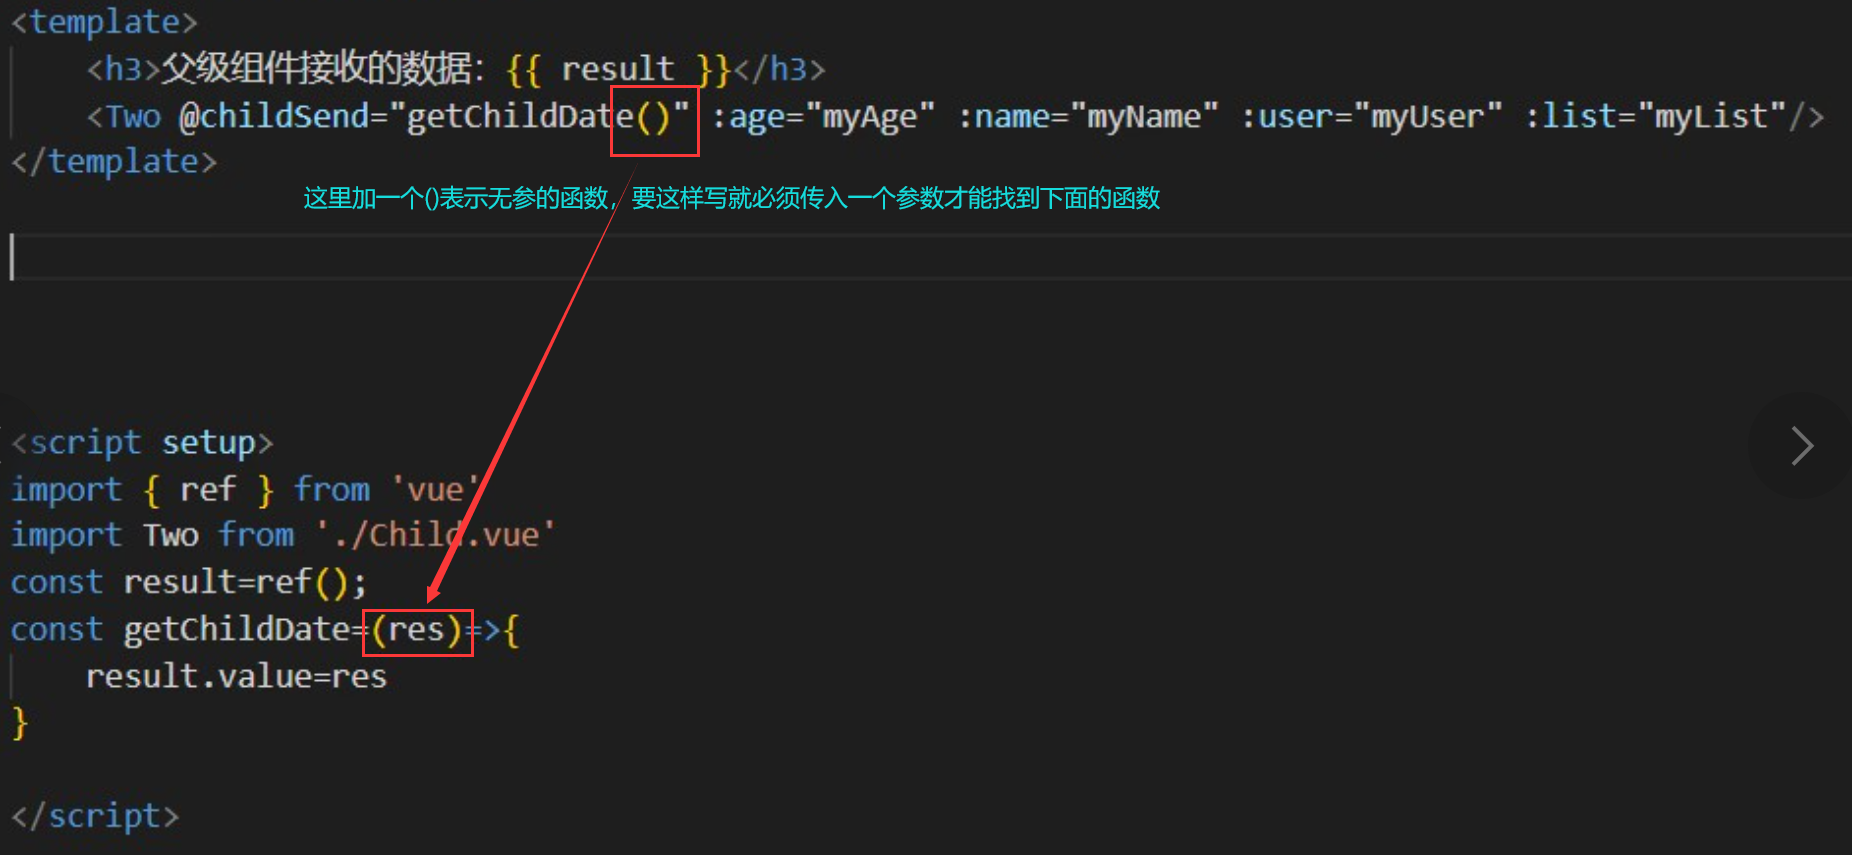 <template>
<h3>父级组件接收的数据：{{ result }}</h3>
<Two @childSend="getChildDate()" :age="myAge" :name="myName" :user="myUser" :list="myList"/>
</template>
这里加一个()表示无参的函数，要这样写就必须传入一个参数才能找到下面的函数
<script setup>
import { ref } from 'vue'
import Two from './Child.vue'
const result=ref();
const getChildDate=(res)=>{
result.value=res
}
</script>